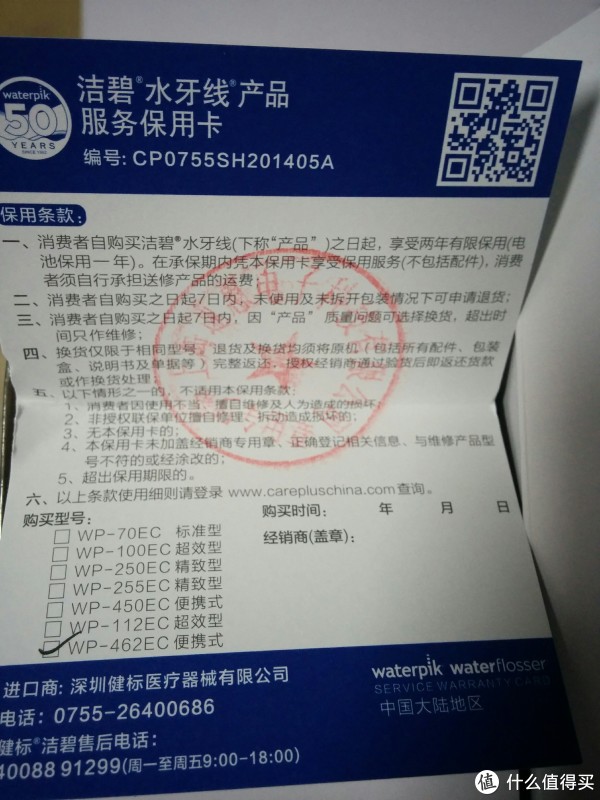 waterpik
50
YEARS
SINCE 1962
洁碧®水牙线®产品
服务保用卡
编号: CP0755SH201405A
保用条款:
一、消费者自购买洁碧®水牙线(下称“产品”)之日起，享受两年有限保用(电
池保用一年)。在承保期内凭本保用卡享受保用服务(不包括配件)，消费
者须自行承担送修产品的运费；
二、消费者自购买之日起7日内，未使用及未拆开包装情况下可申请退货；
三、消费者自购买之日起7日内，因“产品”质量问题可选择换货，超出时
间只作维修；
四、换货仅限于相同型号。退货及换货均须将原机（包括所有配件、包装
盒、说明书及单据等）完整返还，授权经销商通过验货后即返还货款
或作换货处理；
五、以下情形之一的，不适用本保用条款：
1、消费者因使用不当、擅自维修及人为造成的损坏；
2、非授权联保单位擅自修理、拆动造成损坏的；
3、无本保用卡的；
4、本保用卡未加盖经销商专用章、正确登记相关信息、与维修产品型
号不符的或经涂改的；
5、超出保用期限的。
六、以上条款使用细则请登录 www.carepluschina.com 查询。
购买型号：
购买时间： 年 月 日
WP-70EC 标准型
WP-100EC 超效型
经销商(盖章)：
WP-250EC 精致型
WP-255EC 精致型
WP-450EC 便携式
WP-112EC 超效型
WP-462EC 便携式
进口商: 深圳健标医疗器械有限公司
电话: 0755-26400686
健标®洁碧售后电话：
4008891299(周一至周五9:00-18:00)
waterpik waterflosser
SERVICE WARRANTY CARD
中国大陆地区
值 什么值得买